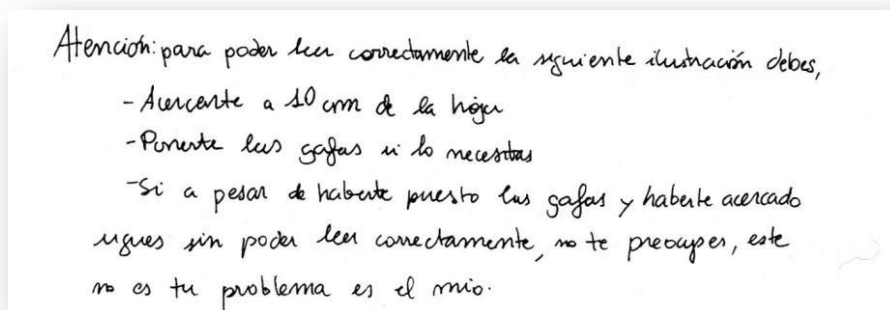 Atención: para poder leer correctamente la siguiente ilustración debes,
- Acercarte a 10 cm de la hoja
- Ponerte las gafas si lo necesitas
- Si a pesar de haberte puesto las gafas y haberte acercado
sigues sin poder leer correctamente, no te preocupes, este
no es tu problema es el mio.